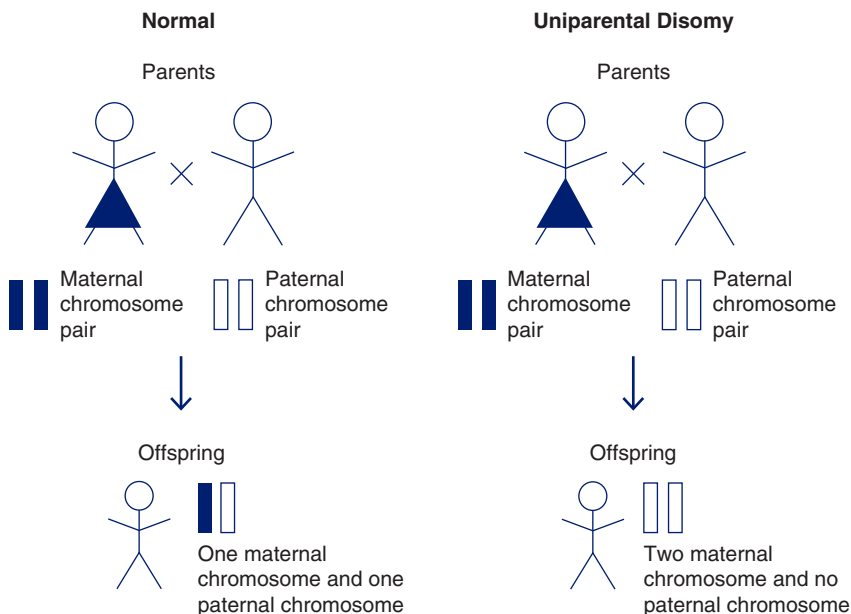 Normal
Parents
Maternal
chromosome
pair
Paternal
chromosome
pair
Offspring
One maternal
chromosome and one
paternal chromosome
Uniparental Disomy
Parents
Maternal
chromosome
pair
Paternal
chromosome
pair
Offspring
Two maternal
chromosome and no
paternal chromosome